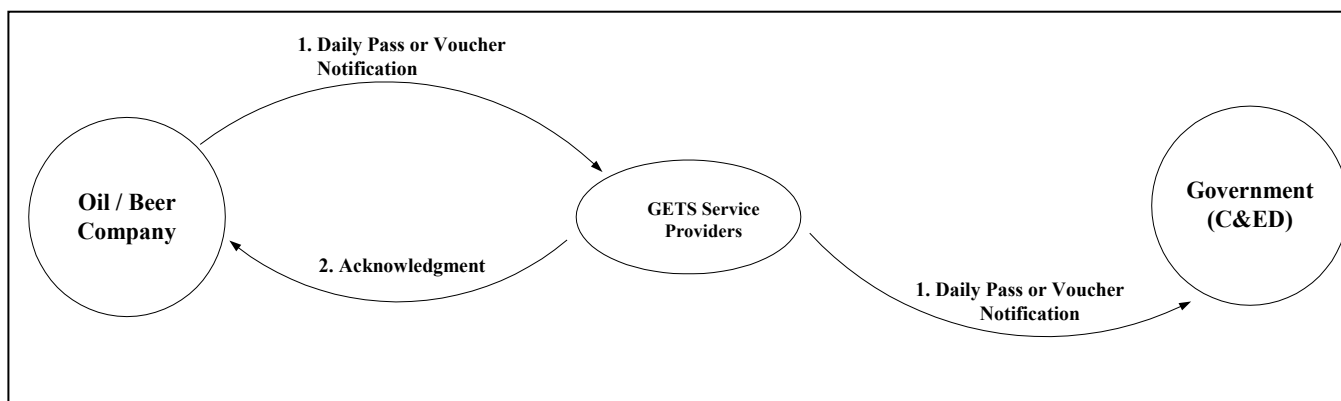 1. Daily Pass or Voucher
Notification
Oil / Beer
Company
GETS Service
Providers
Government
(C&ED)
2. Acknowledgment
1. Daily Pass or Voucher
Notification